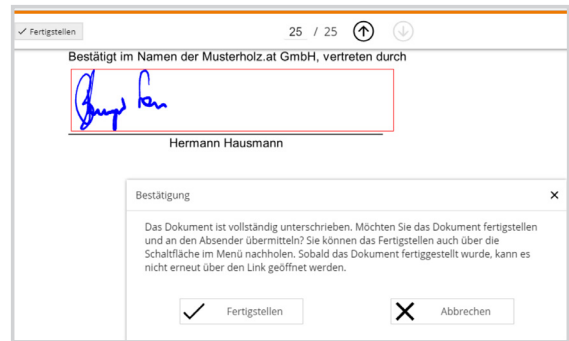 Fertigstellen
25 / 25
Bestätigt im Namen der Musterholz.at GmbH, vertreten durch
Hermann Hausmann
Bestätigung
Das Dokument ist vollständig unterschrieben. Möchten Sie das Dokument fertigstellen
und an den Absender übermitteln? Sie können das Fertigstellen auch über die
Schaltfläche im Menü nachholen. Sobald das Dokument fertiggestellt wurde, kann es
nicht erneut über den Link geöffnet werden.
Fertigstellen
Abbrechen